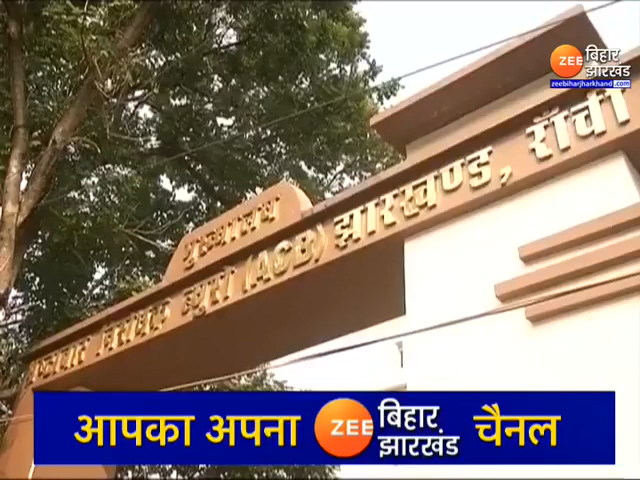 ZEE बिहार झारखंड
zeebiharjharkhand.com
मुख्यालय
भ्रष्टाचार निरोधक ब्यूरो (ACB) झारखण्ड, राँची
आपका अपना ZEE बिहार झारखंड चैनल